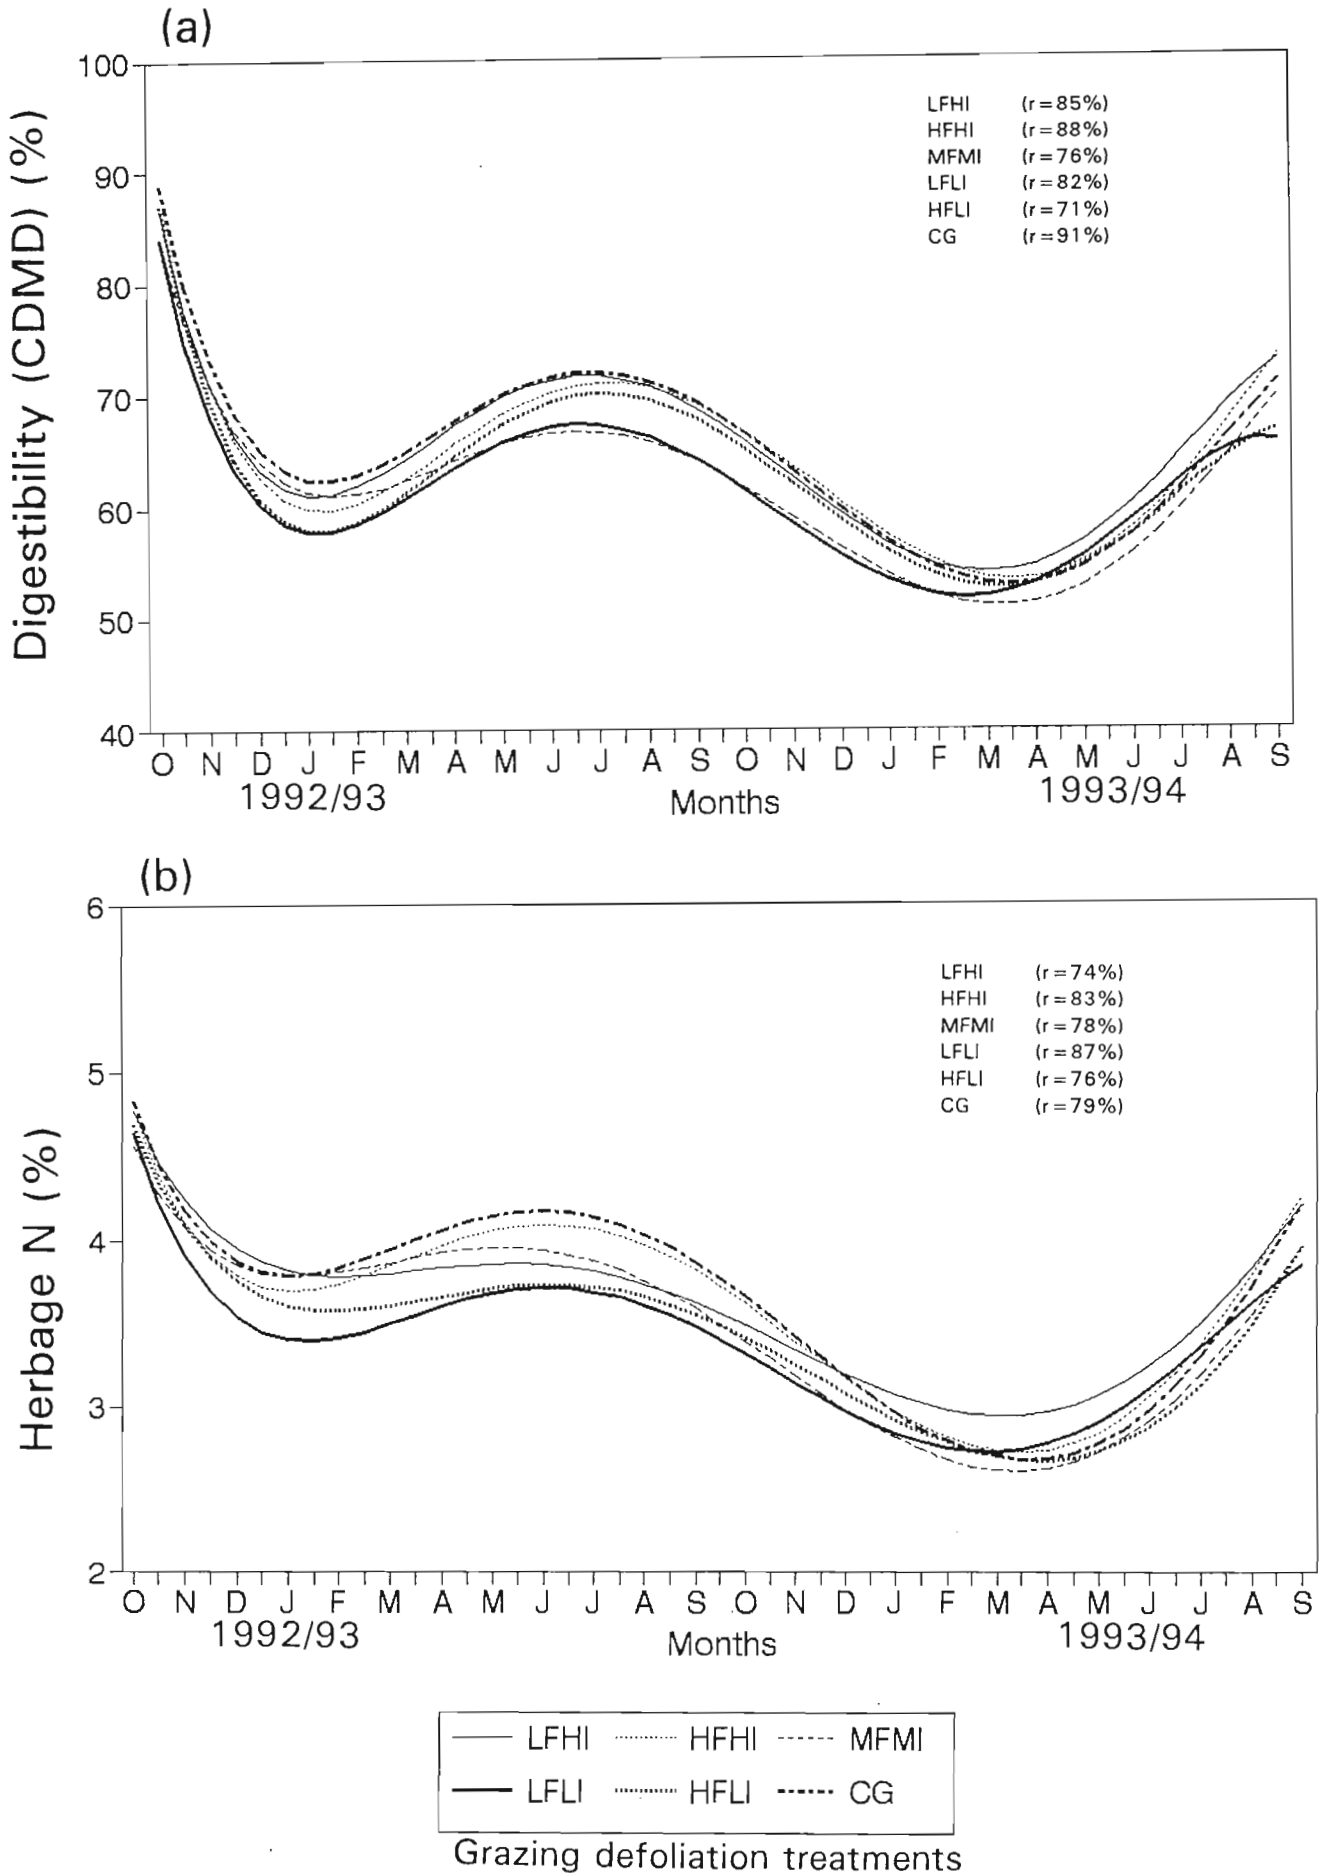 (a)
Digestibility (CDMD) (%)
100
90
80
70
60
50
40
LFHI (r=85%)
HFHI (r=88%)
MFMI (r=76%)
LFLI (r=82%)
HFLI (r=71%)
CG (r=91%)
O N D J F M A M J J A S O N D J F M A M J J A S
1992/93 Months 1993/94
(b)
Herbage N (%)
6
5
4
3
2
LFHI (r=74%)
HFHI (r=83%)
MFMI (r=78%)
LFLI (r=87%)
HFLI (r=76%)
CG (r=79%)
O N D J F M A M J J A S O N D J F M A M J J A S
1992/93 Months 1993/94
LFHI HFHI MFMI
LFLI HFLI CG
Grazing defoliation treatments